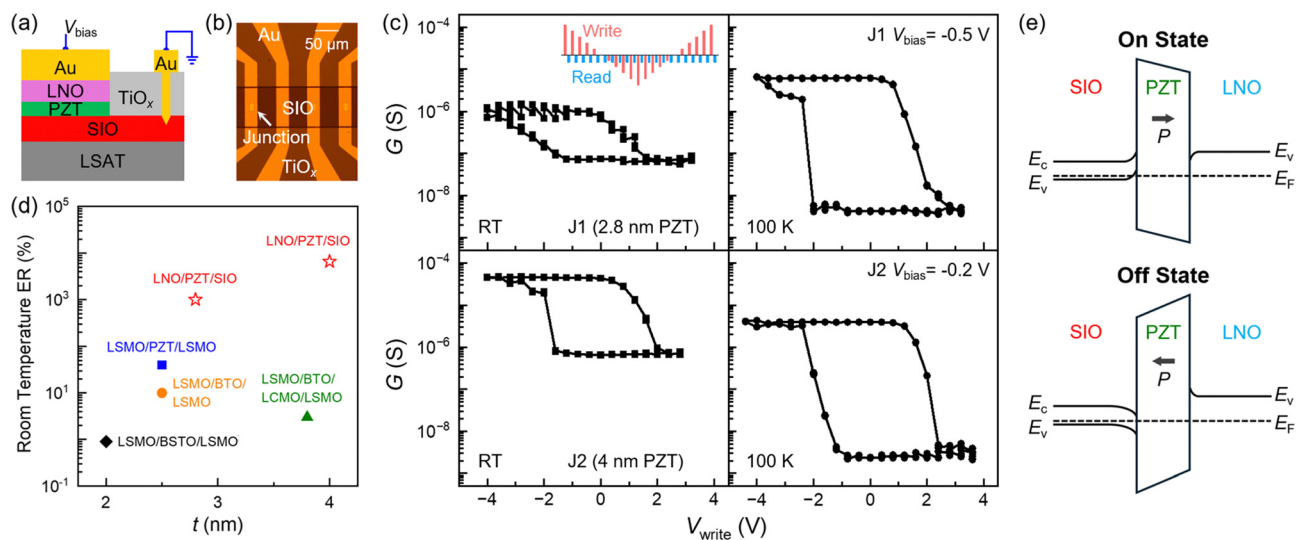 (a)
V_bias
Au
LNO
PZT
SIO
LSAT
TiO_x
Au
(b)
Au
50 μm
SIO
Junction
TiO_x
(c)
G (S)
10^-4
10^-6
10^-8
Write
Read
RT
J1 (2.8 nm PZT)
J1 V_bias= -0.5 V
100 K
G (S)
10^-4
10^-6
10^-8
RT
J2 (4 nm PZT)
J2 V_bias= -0.2 V
100 K
−4 −2 0 2 4
−4 −2 0 2 4
V_write (V)
(d)
Room Temperature ER (%)
10^5
10^3
10^1
10^-1
LNO/PZT/SIO
LNO/PZT/SIO
LSMO/PZT/LSMO
LSMO/BTO/
LSMO
LSMO/BTO/
LCMO/LSMO
LSMO/BSTO/LSMO
2 3 4
t (nm)
(e)
On State
SIO PZT LNO
P
E_c
E_v
E_v
E_F
Off State
SIO PZT LNO
P
E_c
E_v
E_v
E_F